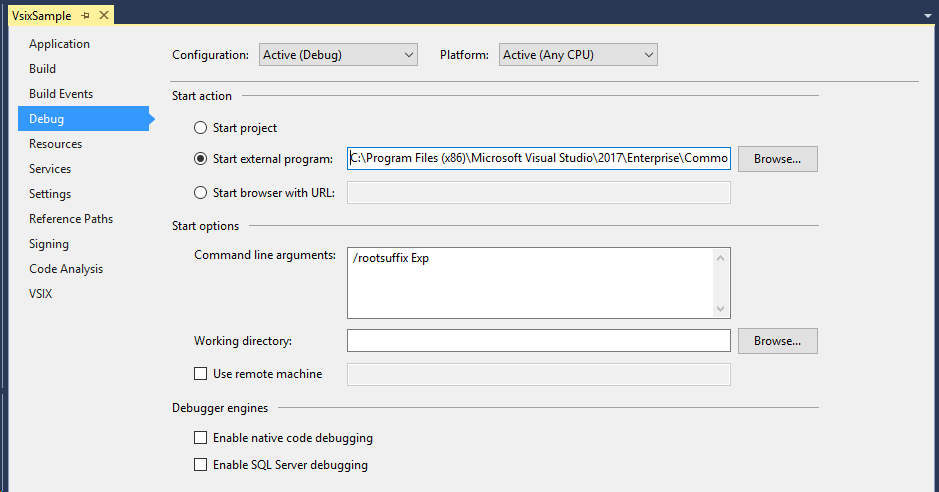 VsixSample
Application
Build
Build Events
Debug
Resources
Services
Settings
Reference Paths
Signing
Code Analysis
VSIX
Configuration: Active (Debug) Platform: Active (Any CPU)
Start action
Start project
Start external program: C:\Program Files (x86)\Microsoft Visual Studio\2017\Enterprise\Commo Browse...
Start browser with URL:
Start options
Command line arguments: /rootsuffix Exp
Working directory: Browse...
Use remote machine
Debugger engines
Enable native code debugging
Enable SQL Server debugging